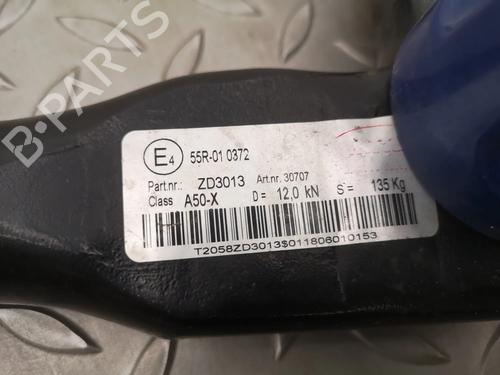 B-PARTS
E4 55R-01 0372
Part.nr.: ZD3013 Art.nr. 30707
Class A50-X D = 12,0 kN S = 135 Kg
T2058ZD3013$011806010153